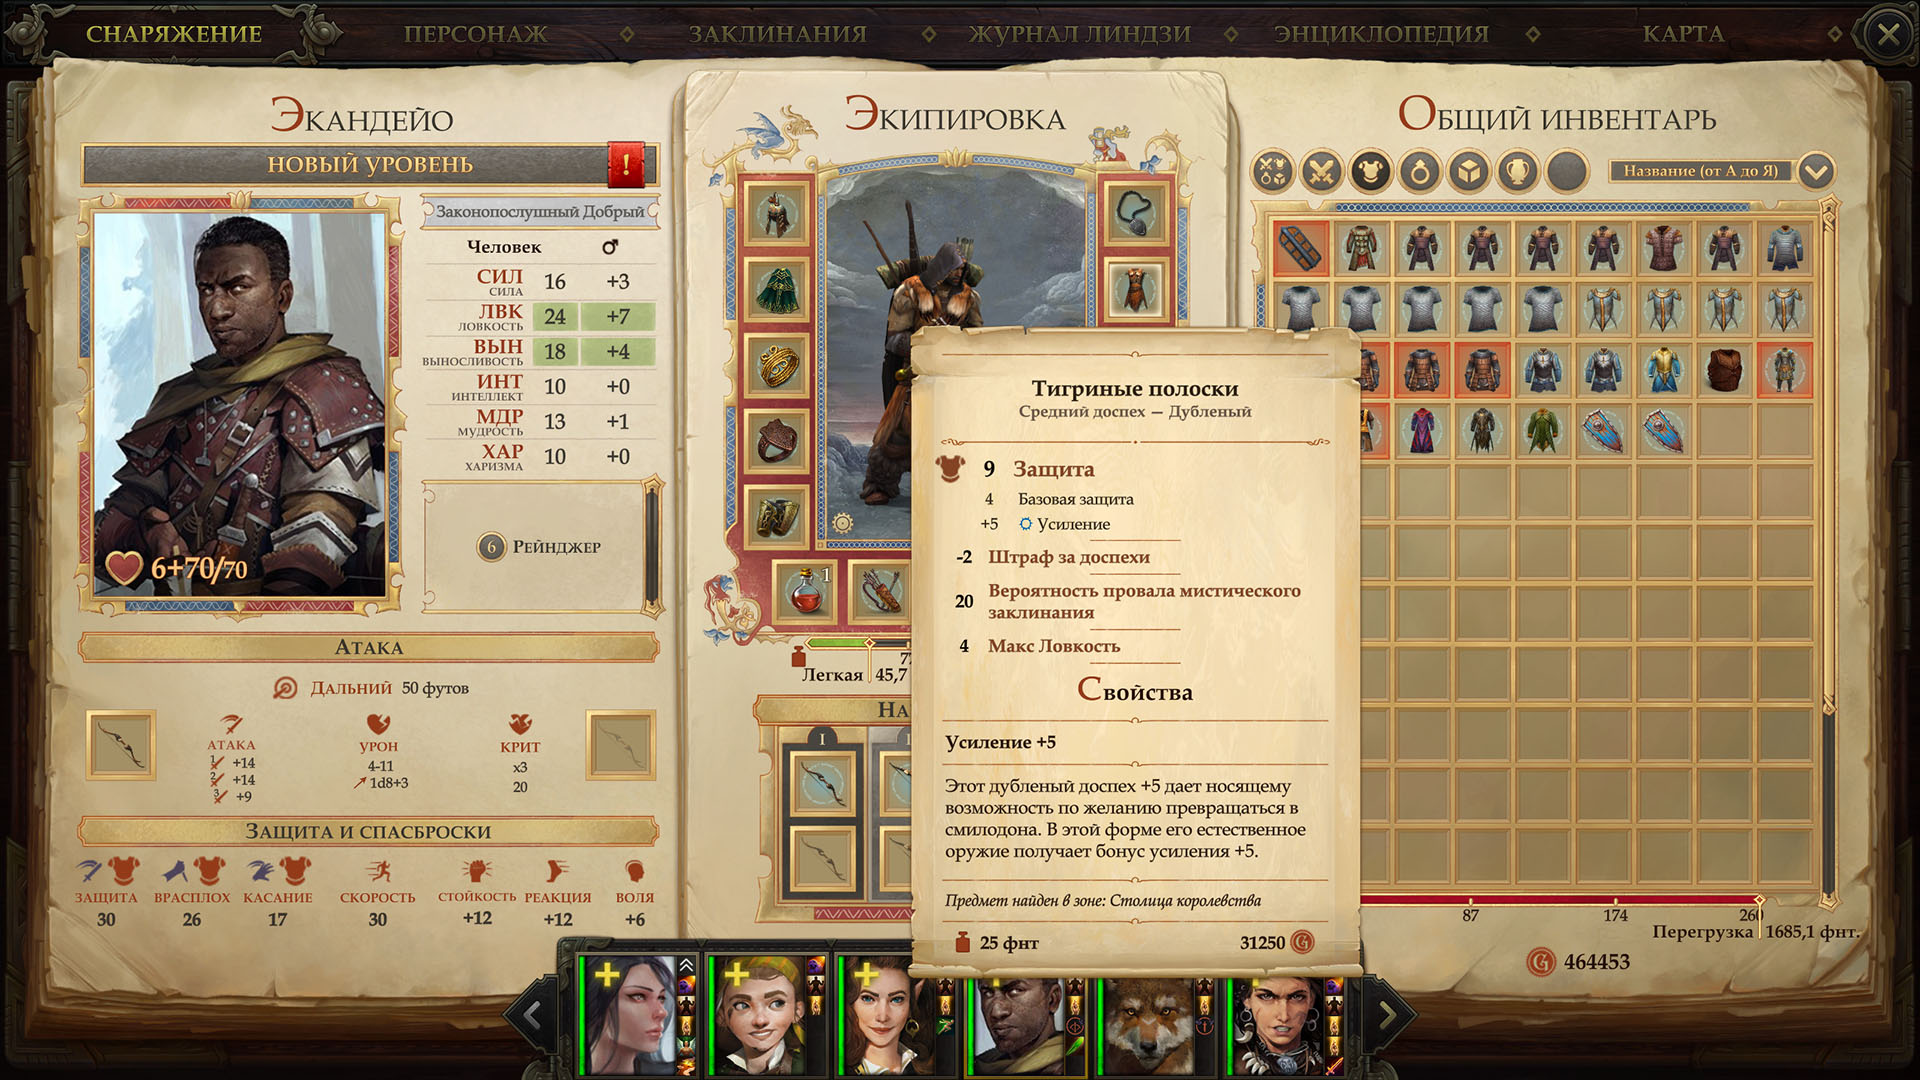 СНАРЯЖЕНИЕ
ПЕРСОНАЖ
ЗАКЛИНАНИЯ
ЖУРНАЛ ЛИНДЗИ
ЭНЦИКЛОПЕДИЯ
КАРТА
ЭКАНДЕЙО
НОВЫЙ УРОВЕНЬ
!
Законопослушный Добрый
Человек ♂
СИЛ 16 +3
СИЛА
ЛВК 24 +7
ЛОВКОСТЬ
ВЫН 18 +4
ВЫНОСЛИВОСТЬ
ИНТ 10 +0
ИНТЕЛЛЕКТ
МДР 13 +1
МУДРОСТЬ
ХАР 10 +0
ХАРИЗМА
6 РЕЙНДЖЕР
6+70/70
АТАКА
ДАЛЬНИЙ 50 футов
АТАКА
1 +14
2 +14
3 +9
УРОН
4-11
1d8+3
КРИТ
x3
20
ЗАЩИТА И СПАСБРОСКИ
ЗАЩИТА ВРАСПЛОХ КАСАНИЕ СКОРОСТЬ СТОЙКОСТЬ РЕАКЦИЯ ВОЛЯ
30 26 17 30 +12 +12 +6
ЭКИПИРОВКА
1
7
Легкая 45,7
НА
I
Тигриные полоски
Средний доспех — Дубленый
9 Защита
4 Базовая защита
+5 Усиление
-2 Штраф за доспехи
20 Вероятность провала мистического
заклинания
4 Макс Ловкость
Свойства
Усиление +5
Этот дубленый доспех +5 дает носящему
возможность по желанию превращаться в
смилодона. В этой форме его естественное
оружие получает бонус усиления +5.
Предмет найден в зоне: Столица королевства
25 фнт 31250
ОБЩИЙ ИНВЕНТАРЬ
Название (от А до Я)
87 174 260
Перегрузка 1685,1 фнт.
464453